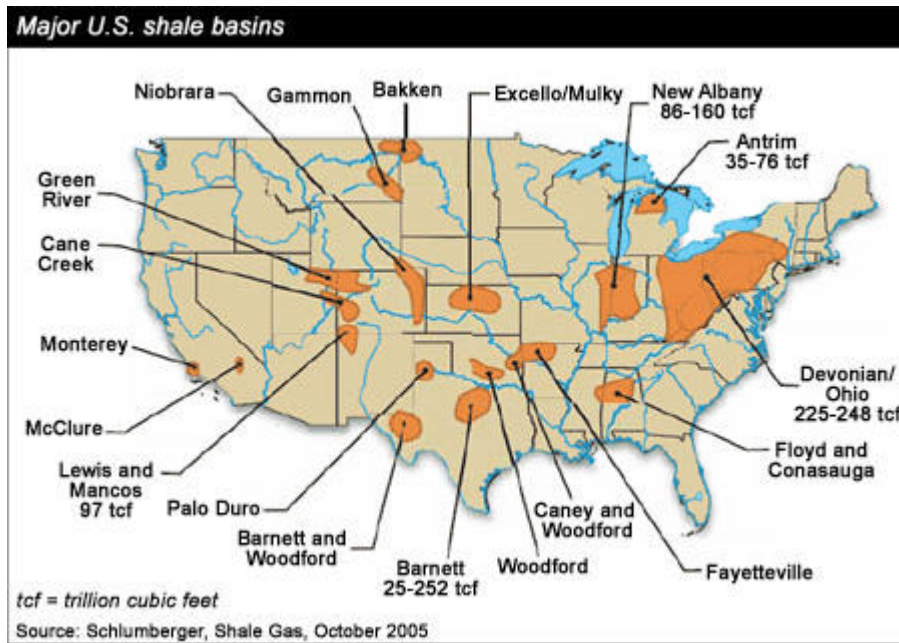 Major U.S. shale basins
Niobrara
Gammon
Bakken
Excello/Mulky
New Albany
86-160 tcf
Antrim
35-76 tcf
Green
River
Cane
Creek
Monterey
McClure
Lewis and
Mancos
97 tcf
Palo Duro
Barnett and
Woodford
Barnett
25-252 tcf
Woodford
Caney and
Woodford
Fayetteville
Floyd and
Conasauga
Devonian/
Ohio
225-248 tcf
tcf = trillion cubic feet
Source: Schlumberger, Shale Gas, October 2005